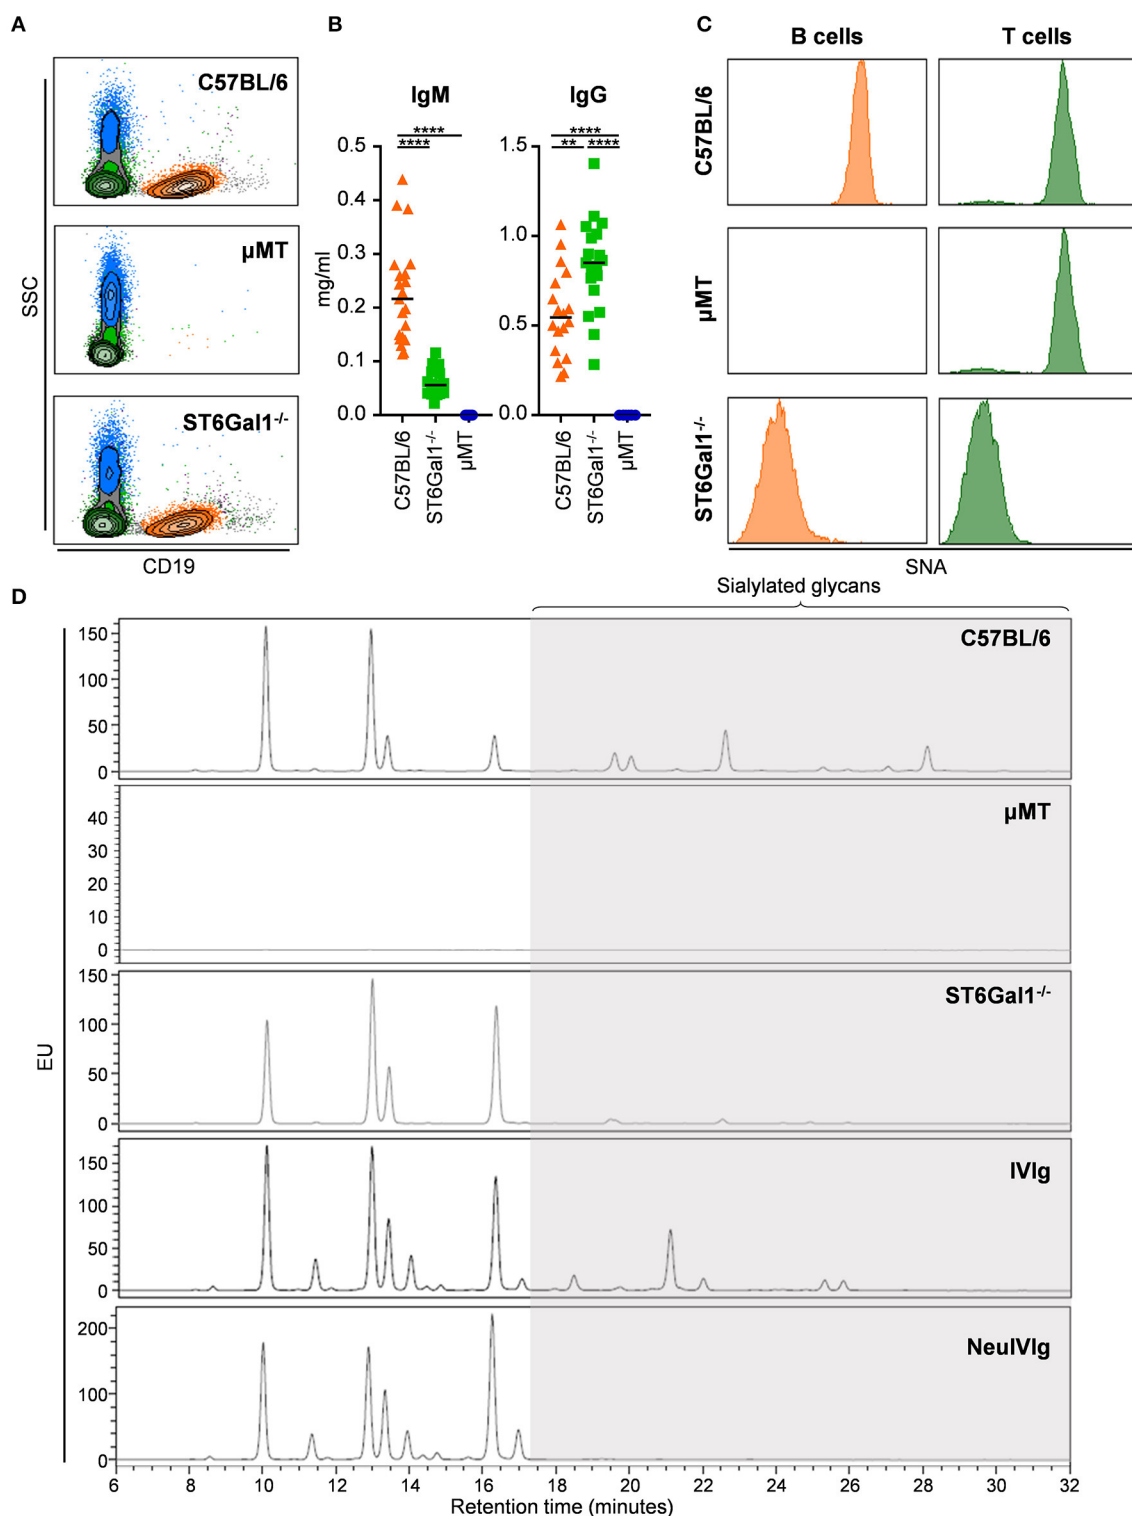 A
C57BL/6
µMT
ST6Gal1-/-
SSC
CD19
B
IgM
IgG
****
****
****
** ****
mg/ml
0.5
0.4
0.3
0.2
0.1
0.0
1.5
1.0
0.5
0.0
C57BL/6
ST6Gal1-/-
µMT
C57BL/6
ST6Gal1-/-
µMT
C
B cells
T cells
C57BL/6
µMT
ST6Gal1-/-
SNA
D
Sialylated glycans
C57BL/6
150
100
50
0
µMT
40
30
20
10
0
ST6Gal1-/-
150
100
50
0
IVIg
150
100
50
0
NeuIVIg
200
100
0
EU
6 8 10 12 14 16 18 20 22 24 26 28 30 32
Retention time (minutes)